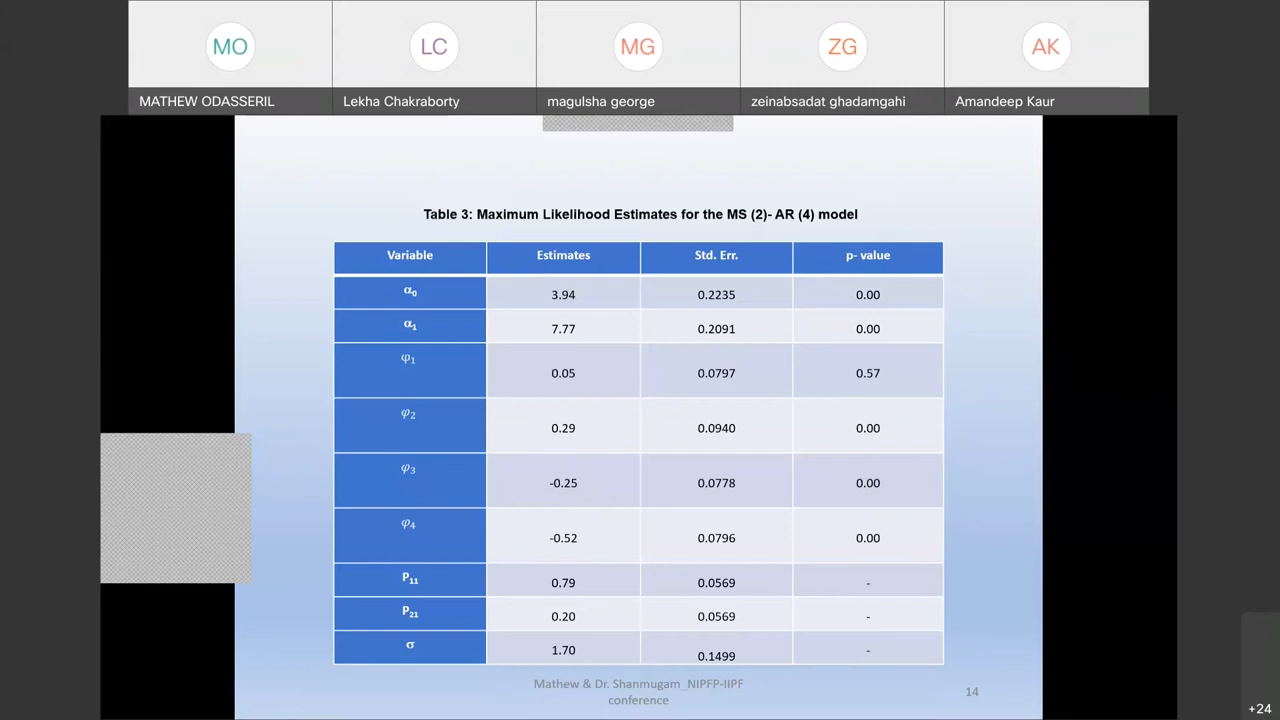 MO LC MG ZG AK
MATHEW ODASSERIL Lekha Chakraborty magulsha george zeinabsadat ghadamgahi Amandeep Kaur
Table 3: Maximum Likelihood Estimates for the MS (2)- AR (4) model
Variable Estimates Std. Err. p- value
α₀ 3.94 0.2235 0.00
α₁ 7.77 0.2091 0.00
φ₁ 0.05 0.0797 0.57
φ₂ 0.29 0.0940 0.00
φ₃ -0.25 0.0778 0.00
φ₄ -0.52 0.0796 0.00
P₁₁ 0.79 0.0569 -
P₂₁ 0.20 0.0569 -
σ 1.70 0.1499 -
Mathew & Dr. Shanmugam_NIPFP-IIPF
conference
14
+24